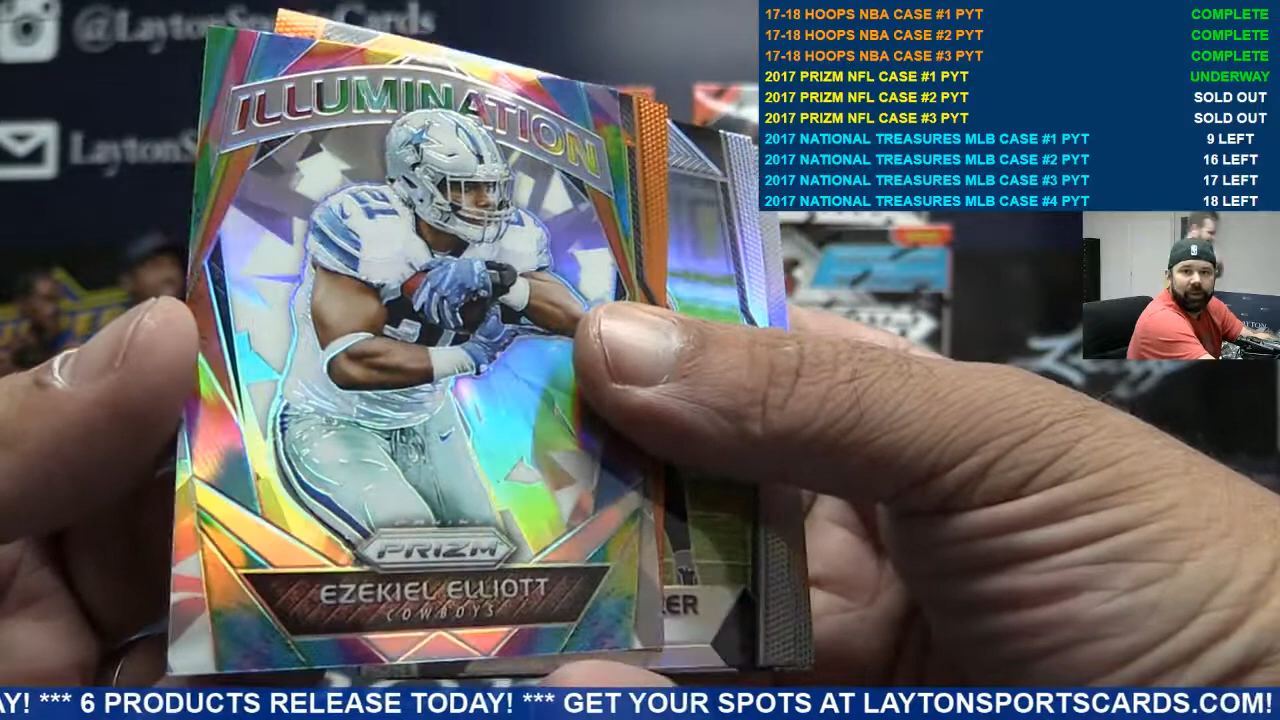 @LaytonSportsCards
LaytonSp
17-18 HOOPS NBA CASE #1 PYT COMPLETE
17-18 HOOPS NBA CASE #2 PYT COMPLETE
17-18 HOOPS NBA CASE #3 PYT COMPLETE
2017 PRIZM NFL CASE #1 PYT UNDERWAY
2017 PRIZM NFL CASE #2 PYT SOLD OUT
2017 PRIZM NFL CASE #3 PYT SOLD OUT
2017 NATIONAL TREASURES MLB CASE #1 PYT 9 LEFT
2017 NATIONAL TREASURES MLB CASE #2 PYT 16 LEFT
2017 NATIONAL TREASURES MLB CASE #3 PYT 17 LEFT
2017 NATIONAL TREASURES MLB CASE #4 PYT 18 LEFT
ILLUMINATION
21
PANINI
PRIZM
EZEKIEL ELLIOTT
COWBOYS
ER
AY! *** 6 PRODUCTS RELEASE TODAY! *** GET YOUR SPOTS AT LAYTONSPORTSCARDS.COM!